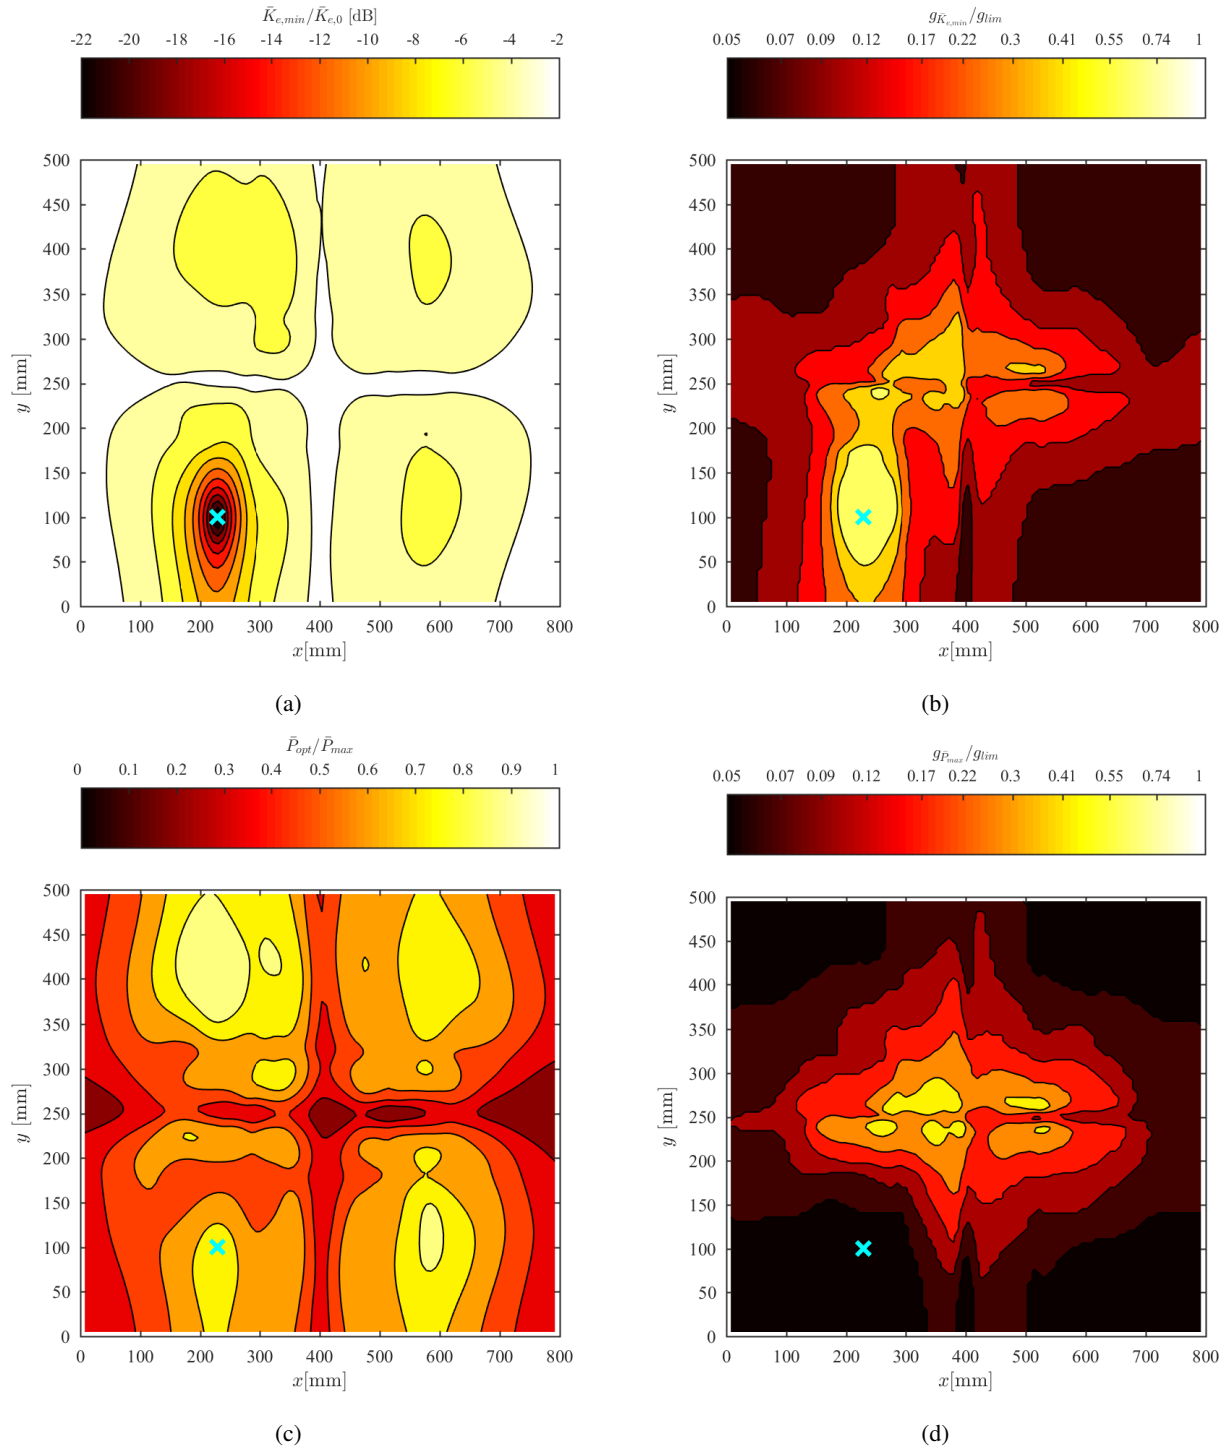 K̄e,min/K̄e,0 [dB]
-22 -20 -18 -16 -14 -12 -10 -8 -6 -4 -2
500
450
400
350
300
250
200
150
100
50
0
y [mm]
0 100 200 300 400 500 600 700 800
x[mm]
(a)
gK̄e,min/glim
0.05 0.07 0.09 0.12 0.17 0.22 0.3 0.41 0.55 0.74 1
500
450
400
350
300
250
200
150
100
50
0
y [mm]
0 100 200 300 400 500 600 700 800
x[mm]
(b)
P̄opt/P̄max
0 0.1 0.2 0.3 0.4 0.5 0.6 0.7 0.8 0.9 1
500
450
400
350
300
250
200
150
100
50
0
y [mm]
0 100 200 300 400 500 600 700 800
x[mm]
(c)
gP̄max/glim
0.05 0.07 0.09 0.12 0.17 0.22 0.3 0.41 0.55 0.74 1
500
450
400
350
300
250
200
150
100
50
0
y [mm]
0 100 200 300 400 500 600 700 800
x[mm]
(d)